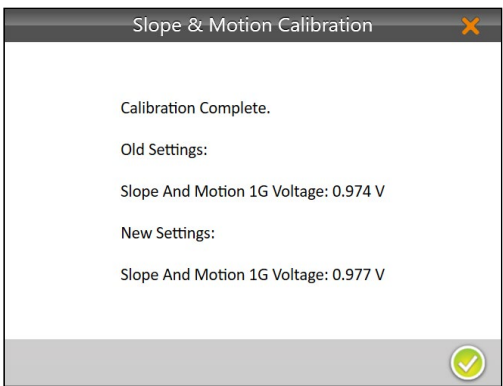 Slope & Motion Calibration
Calibration Complete.
Old Settings:
Slope And Motion 1G Voltage: 0.974 V
New Settings:
Slope And Motion 1G Voltage: 0.977 V